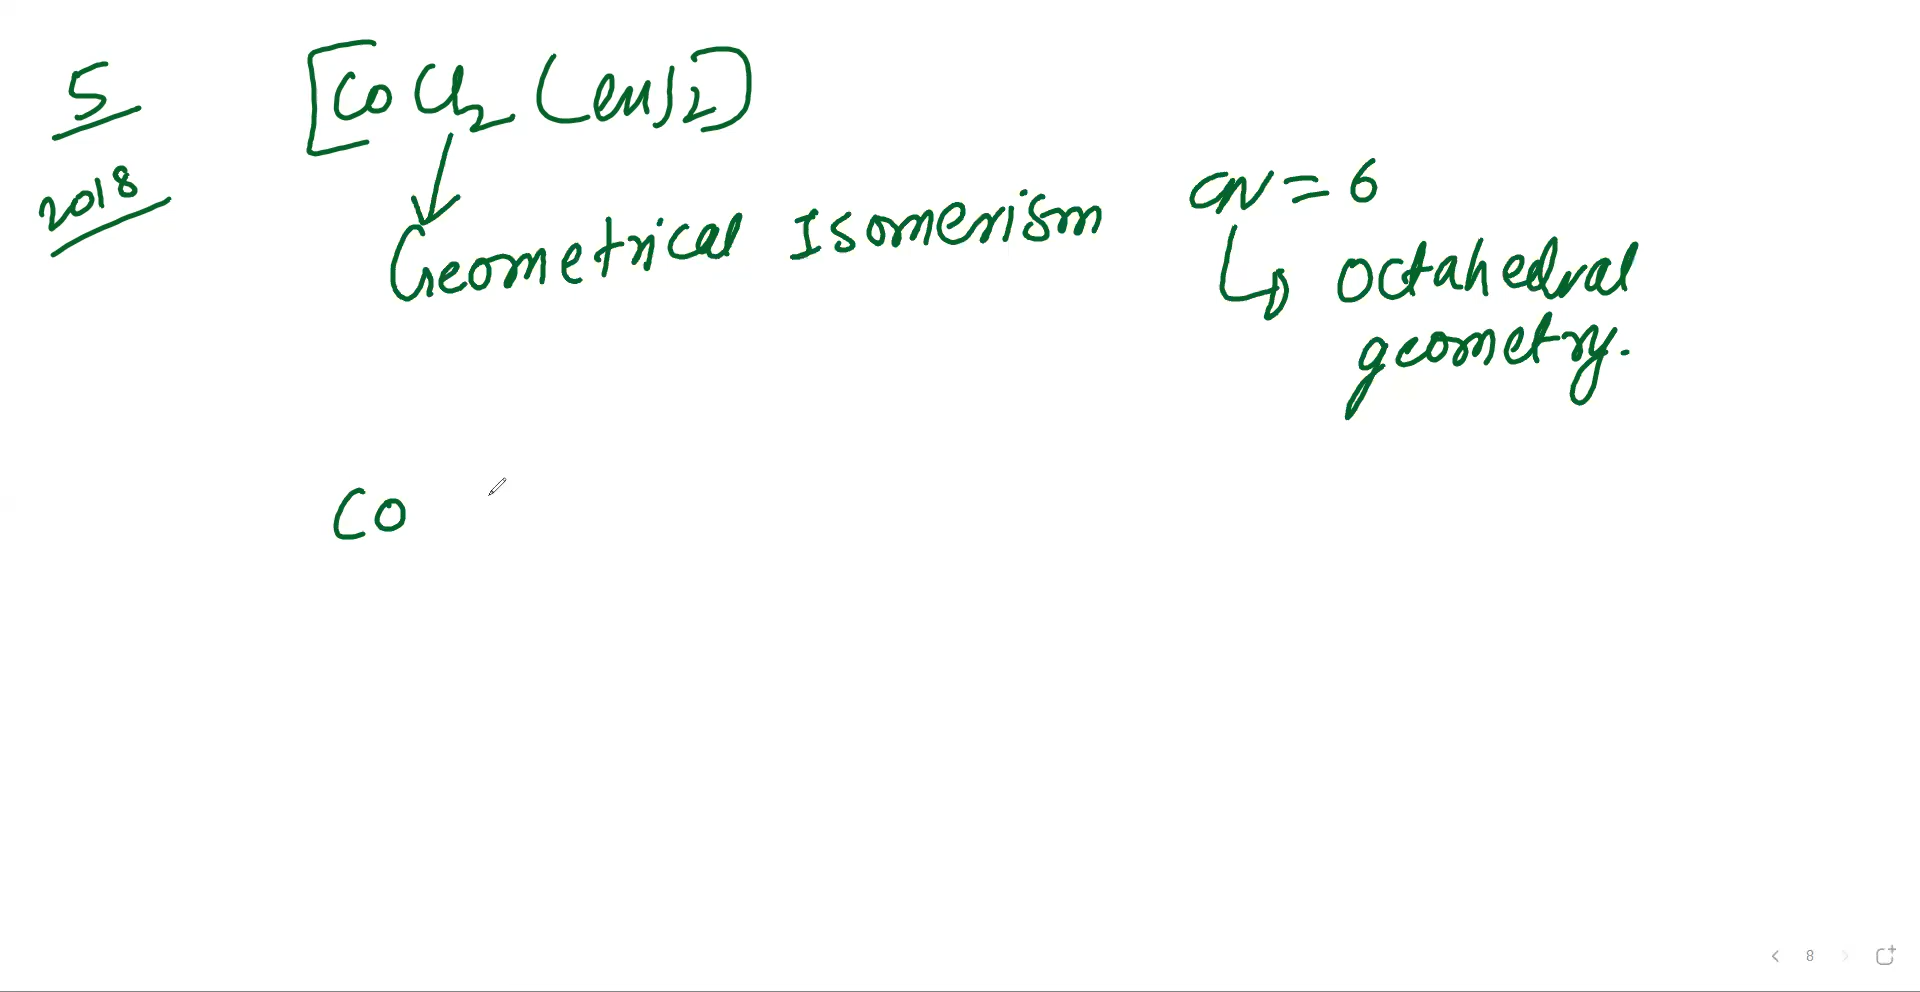 5
[CoCl₂(en)₂]
2018
Geometrical Isomerism
CN = 6
octahedral
geometry.
Co
8